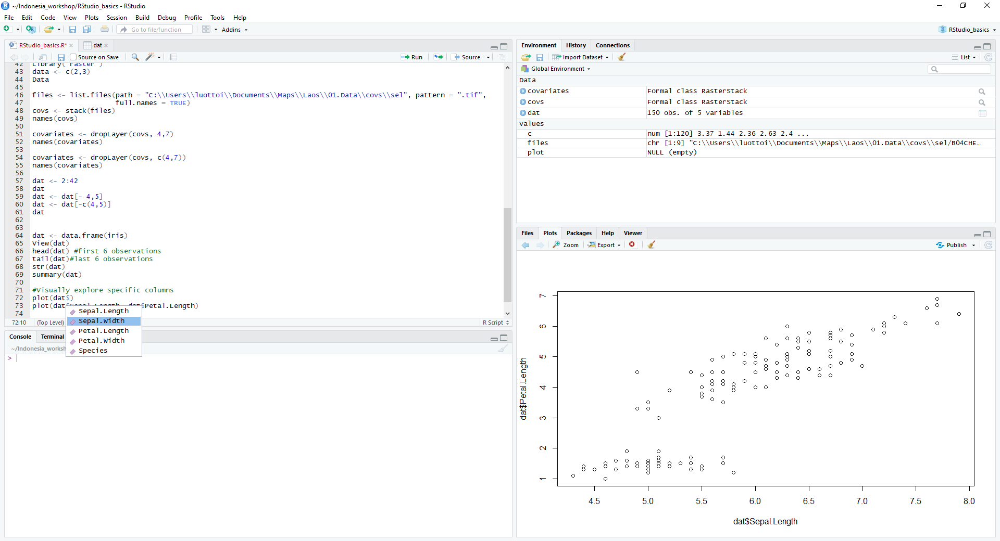 ~/Indonesia_workshop/RStudio_basics - RStudio
File Edit Code View Plots Session Build Debug Profile Tools Help
Go to file/function Addins RStudio_basics
RStudio_basics.R* dat
Source on Save Run Source
42 Library("raster")
43 data <- c(2,3)
44 Data
45
46 files <- list.files(path = "C:\\Users\\luottoi\\Documents\\Maps\\Laos\\01.Data\\covs\\sel", pattern = ".tif",
47 full.names = TRUE)
48 covs <- stack(files)
49 names(covs)
50
51 covariates <- dropLayer(covs, 4,7)
52 names(covariates)
53
54 covariates <- dropLayer(covs, c(4,7))
55 names(covariates)
56
57 dat <- 2:42
58 dat
59 dat <- dat[- 4,5]
60 dat <- dat[-c(4,5)]
61 dat
62
63
64 dat <- data.frame(iris)
65 View(dat)
66 head(dat) #first 6 observations
67 tail(dat)#last 6 observations
68 str(dat)
69 summary(dat)
70
71 #Visually explore specific columns
72 plot(dat$)
73 plot(dat$Sepal.Length, dat$Petal.Length)
74
Sepal.Length
Sepal.Width
Petal.Length
Petal.Width
Species
72:10 (Top Level) R Script
Console Terminal
~/Indonesia_worksh
>
Environment History Connections
Import Dataset List
Global Environment
Data
covariates Formal class RasterStack
covs Formal class RasterStack
dat 150 obs. of 5 variables
Values
c num [1:120] 3.37 1.44 2.36 2.63 2.4 ...
files chr [1:9] "C:\\Users\\luottoi\\Documents\\Maps\\Laos\\01.Data\\covs\\sel/B04CHE…
plot NULL (empty)
Files Plots Packages Help Viewer
Zoom Export Publish
dat$Petal.Length
7
6
5
4
3
2
1
4.5 5.0 5.5 6.0 6.5 7.0 7.5 8.0
dat$Sepal.Length